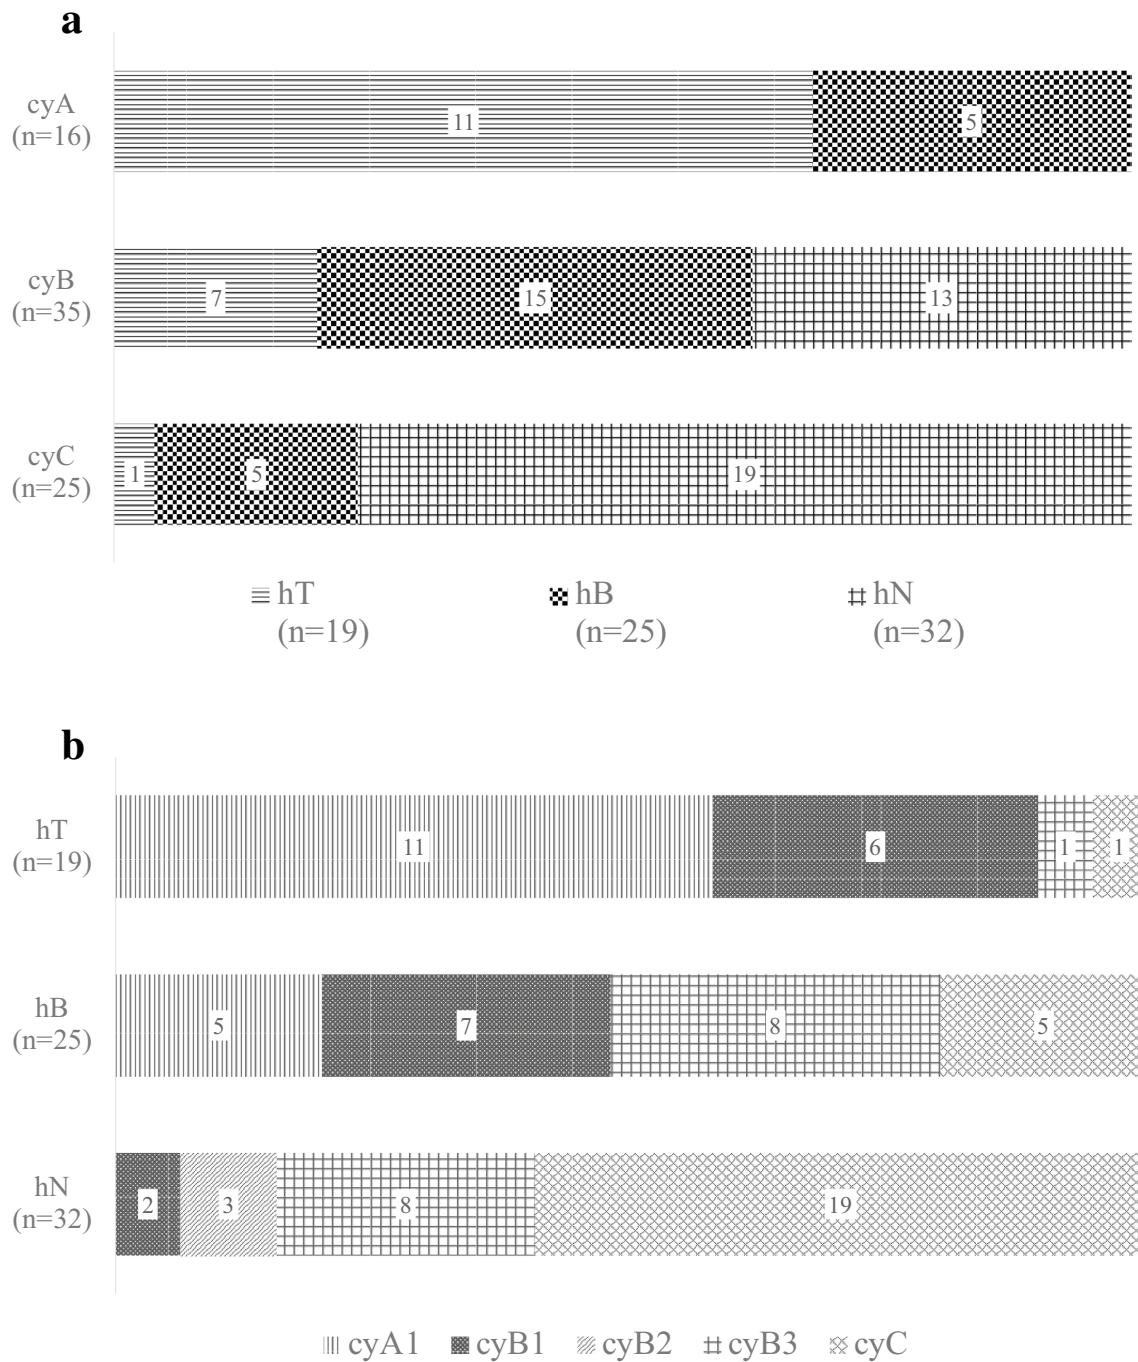 a
cyA
(n=16)
11
5
cyB
(n=35)
7
15
13
cyC
(n=25)
1
5
19
hT
(n=19)
hB
(n=25)
hN
(n=32)
b
hT
(n=19)
11
6
1
1
hB
(n=25)
5
7
8
5
hN
(n=32)
2
3
8
19
cyA1 cyB1 cyB2 cyB3 cyC